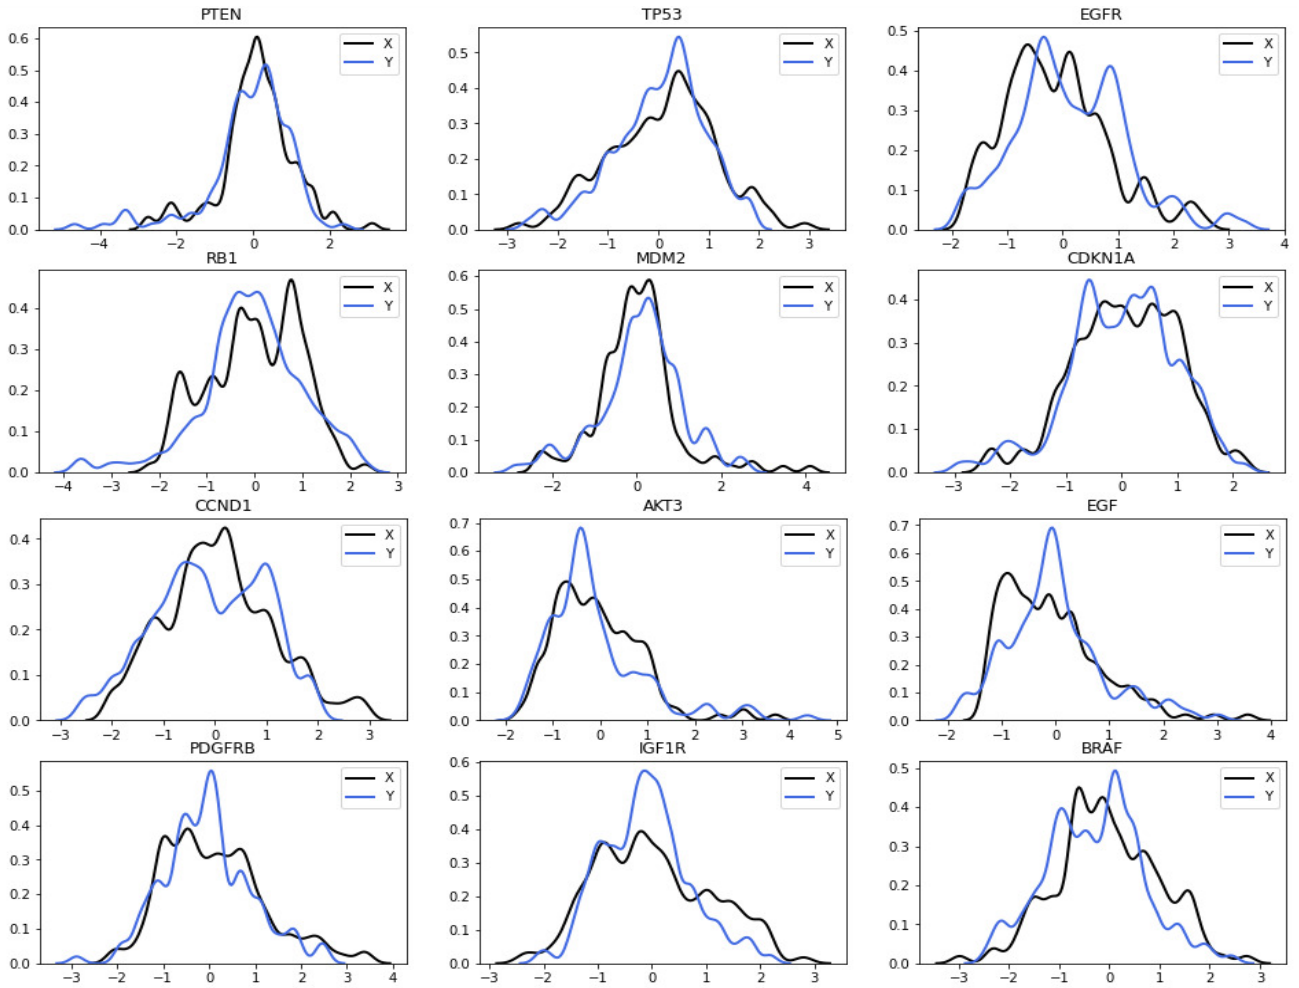 PTEN
0.6
0.5
0.4
0.3
0.2
0.1
0.0
−4 −2 0 2
X
Y
TP53
0.5
0.4
0.3
0.2
0.1
0.0
−3 −2 −1 0 1 2 3
X
Y
EGFR
0.5
0.4
0.3
0.2
0.1
0.0
−2 −1 0 1 2 3 4
X
Y
RB1
0.4
0.3
0.2
0.1
0.0
−4 −3 −2 −1 0 1 2 3
X
Y
MDM2
0.6
0.5
0.4
0.3
0.2
0.1
0.0
−2 0 2 4
X
Y
CDKN1A
0.4
0.3
0.2
0.1
0.0
−3 −2 −1 0 1 2
X
Y
CCND1
0.4
0.3
0.2
0.1
0.0
−3 −2 −1 0 1 2 3
X
Y
AKT3
0.7
0.6
0.5
0.4
0.3
0.2
0.1
0.0
−2 −1 0 1 2 3 4 5
X
Y
EGF
0.7
0.6
0.5
0.4
0.3
0.2
0.1
0.0
−2 −1 0 1 2 3 4
X
Y
PDGFRB
0.5
0.4
0.3
0.2
0.1
0.0
−3 −2 −1 0 1 2 3 4
X
Y
IGF1R
0.6
0.5
0.4
0.3
0.2
0.1
0.0
−3 −2 −1 0 1 2 3
X
Y
BRAF
0.5
0.4
0.3
0.2
0.1
0.0
−3 −2 −1 0 1 2 3
X
Y